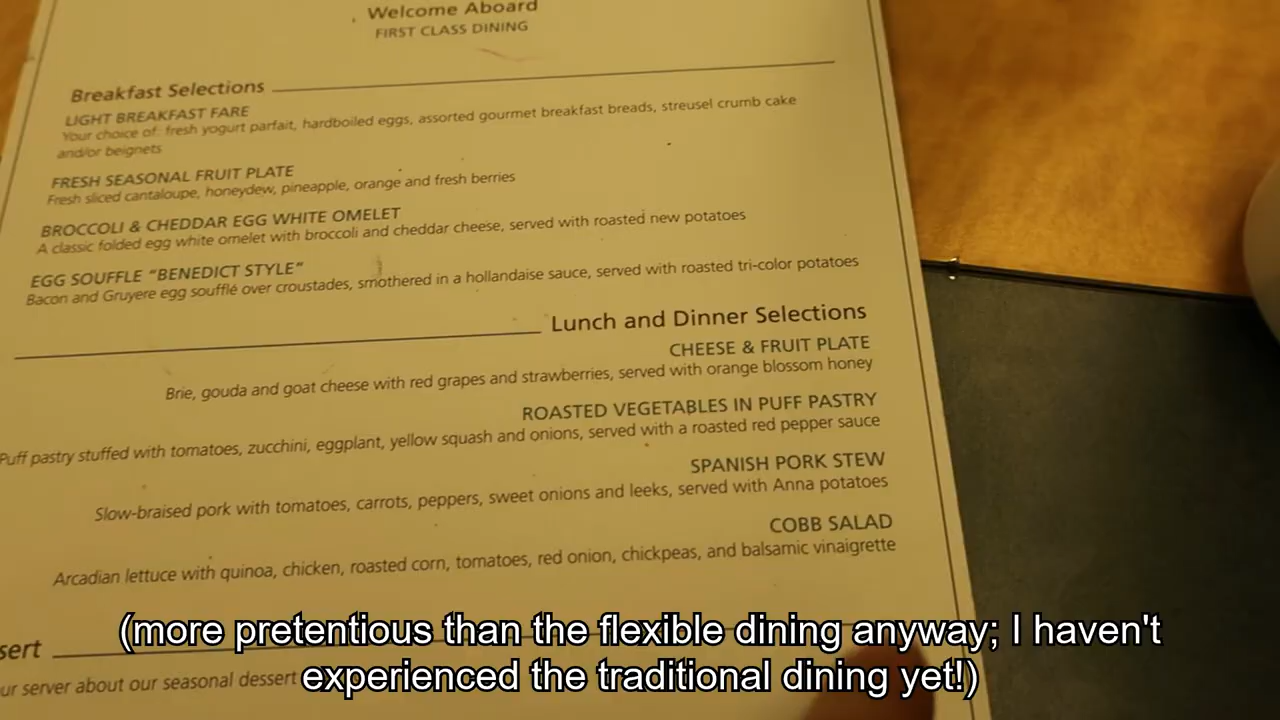 Welcome Aboard
FIRST CLASS DINING
Breakfast Selections
LIGHT BREAKFAST FARE
Your choice of: fresh yogurt parfait, hardboiled eggs, assorted gourmet breakfast breads, streusel crumb cake
and/or beignets
FRESH SEASONAL FRUIT PLATE
Fresh sliced cantaloupe, honeydew, pineapple, orange and fresh berries
BROCCOLI & CHEDDAR EGG WHITE OMELET
A classic folded egg white omelet with broccoli and cheddar cheese, served with roasted new potatoes
EGG SOUFFLE “BENEDICT STYLE”
Bacon and Gruyere egg soufflé over croustades, smothered in a hollandaise sauce, served with roasted tri-color potatoes
Lunch and Dinner Selections
CHEESE & FRUIT PLATE
Brie, gouda and goat cheese with red grapes and strawberries, served with orange blossom honey
ROASTED VEGETABLES IN PUFF PASTRY
Puff pastry stuffed with tomatoes, zucchini, eggplant, yellow squash and onions, served with a roasted red pepper sauce
SPANISH PORK STEW
Slow-braised pork with tomatoes, carrots, peppers, sweet onions and leeks, served with Anna potatoes
COBB SALAD
Arcadian lettuce with quinoa, chicken, roasted corn, tomatoes, red onion, chickpeas, and balsamic vinaigrette
(more pretentious than the flexible dining anyway; I haven't
sert
experienced the traditional dining yet!)
ur server about our seasonal dessert